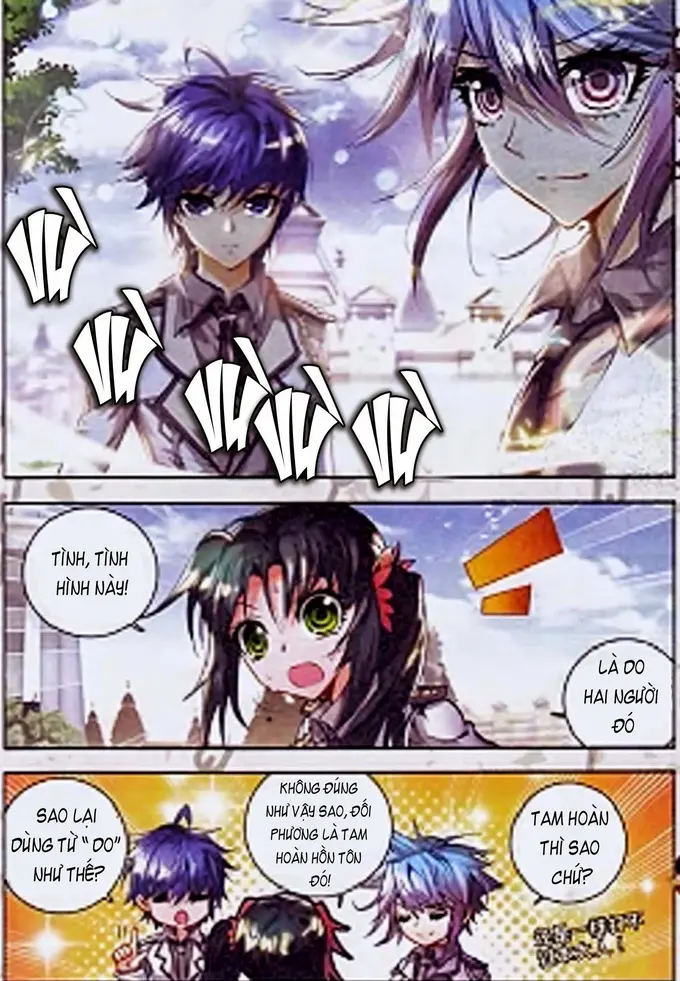 VÙ
VÙ
VÙ
VÙ
VÙ
TÌNH, TÌNH
HÌNH NÀY!
LÀ DO
HAI NGƯỜI
ĐÓ
SAO LẠI
DÙNG TỪ " DO"
NHƯ THẾ?
KHÔNG ĐÚNG
NHƯ VẬY SAO, ĐỐI
PHƯƠNG LÀ TAM
HOÀN HỒN TÔN
ĐÓ!
TAM HOÀN
THÌ SAO
CHỨ?